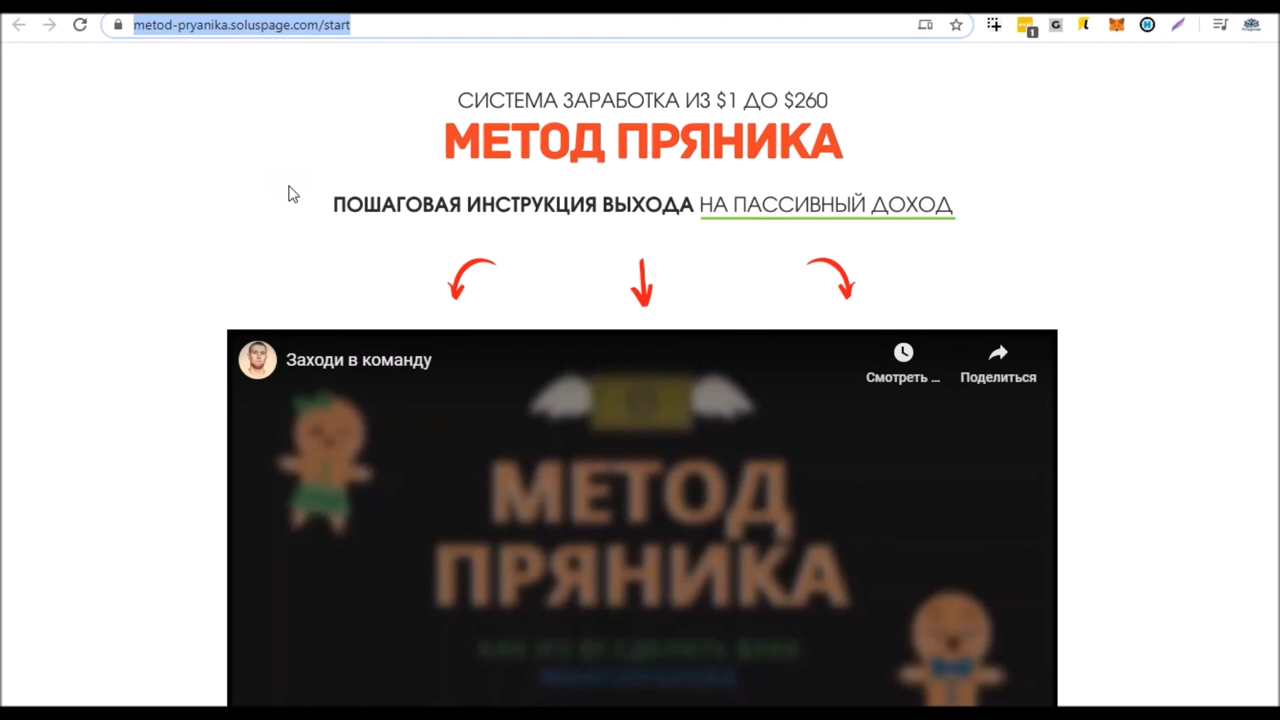 metod-pryanika.soluspage.com/start
1
СИСТЕМА ЗАРАБОТКА ИЗ $1 ДО $260
МЕТОД ПРЯНИКА
ПОШАГОВАЯ ИНСТРУКЦИЯ ВЫХОДА НА ПАССИВНЫЙ ДОХОД
Заходи в команду
Смотреть ...
Поделиться
МЕТОД
ПРЯНИКА